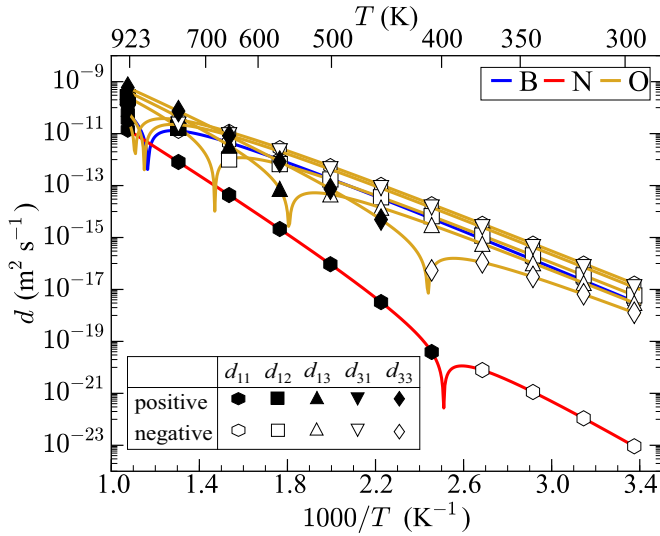 T (K)
923 700 600 500 400 350 300
B N O
10⁻⁹
10⁻¹¹
10⁻¹³
10⁻¹⁵
10⁻¹⁷
10⁻¹⁹
10⁻²¹
10⁻²³
d (m² s⁻¹)
d₁₁ d₁₂ d₁₃ d₃₁ d₃₃
positive
negative
1.0 1.4 1.8 2.2 2.6 3.0 3.4
1000/T (K⁻¹)